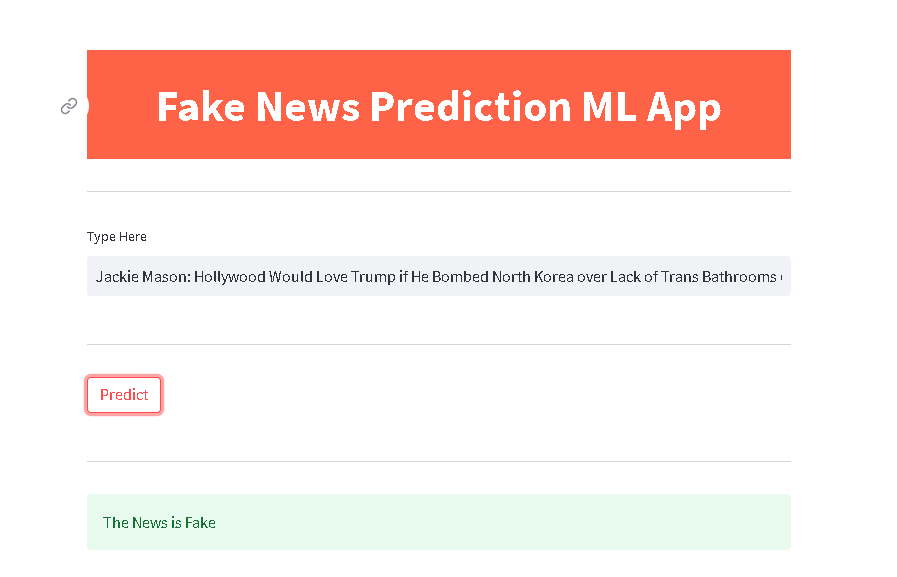 Fake News Prediction ML App
Type Here
Jackie Mason: Hollywood Would Love Trump if He Bombed North Korea over Lack of Trans Bathrooms
Predict
The News is Fake